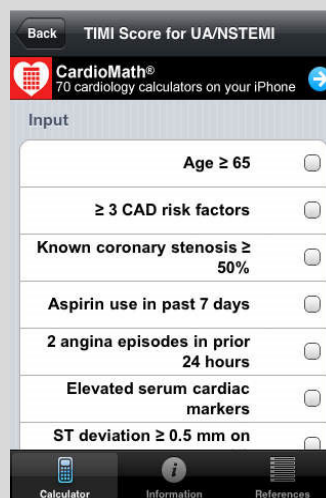 Back
TIMI Score for UA/NSTEMI
CardioMath®
70 cardiology calculators on your iPhone
Input
Age ≥ 65
≥ 3 CAD risk factors
Known coronary stenosis ≥
50%
Aspirin use in past 7 days
2 angina episodes in prior
24 hours
Elevated serum cardiac
markers
ST deviation ≥ 0.5 mm on
Calculator
Information
References